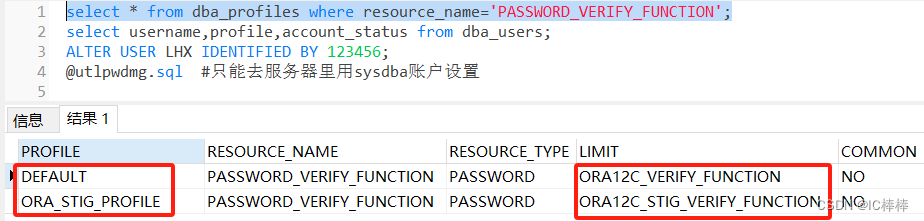 1 select * from dba_profiles where resource_name='PASSWORD_VERIFY_FUNCTION';
2 select username,profile,account_status from dba_users;
3 ALTER USER LHX IDENTIFIED BY 123456;
4 @utlpwdmg.sql #只能去服务器里用sysdba账户设置
5
信息 结果 1
PROFILE RESOURCE_NAME RESOURCE_TYPE LIMIT COMMON
DEFAULT PASSWORD_VERIFY_FUNCTION PASSWORD ORA12C_VERIFY_FUNCTION NO
ORA_STIG_PROFILE PASSWORD_VERIFY_FUNCTION PASSWORD ORA12C_STIG_VERIFY_FUNCTION NO
CSDN @IC棒棒